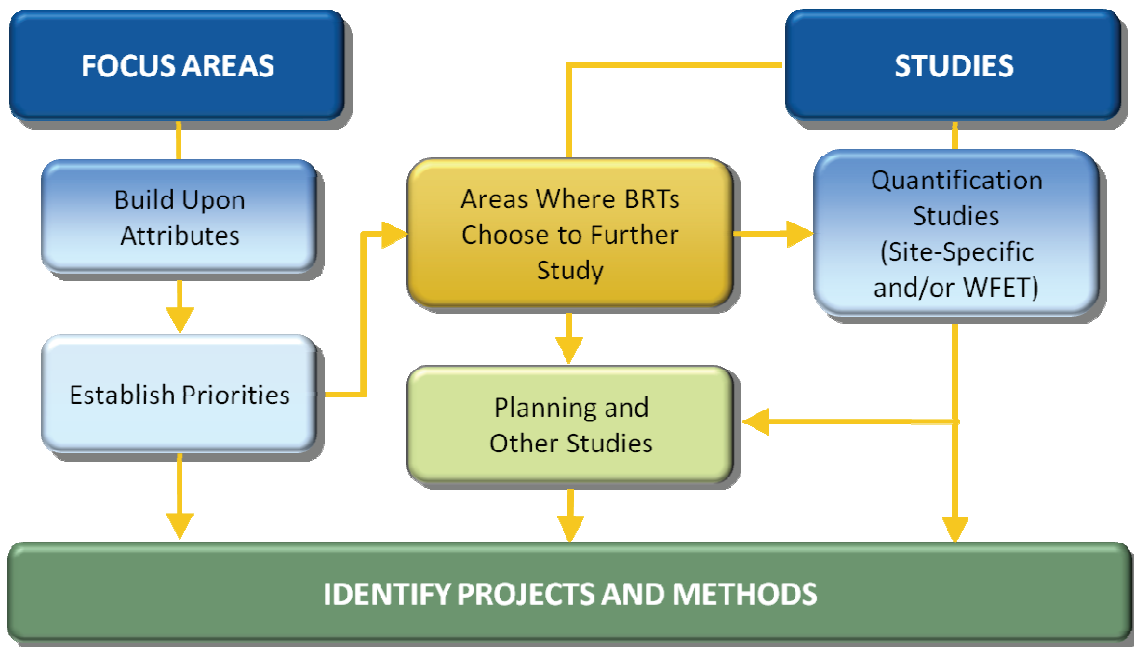 FOCUS AREAS
STUDIES
Build Upon
Attributes
Areas Where BRTs
Choose to Further
Study
Quantification
Studies
(Site-Specific
and/or WFET)
Establish Priorities
Planning and
Other Studies
IDENTIFY PROJECTS AND METHODS